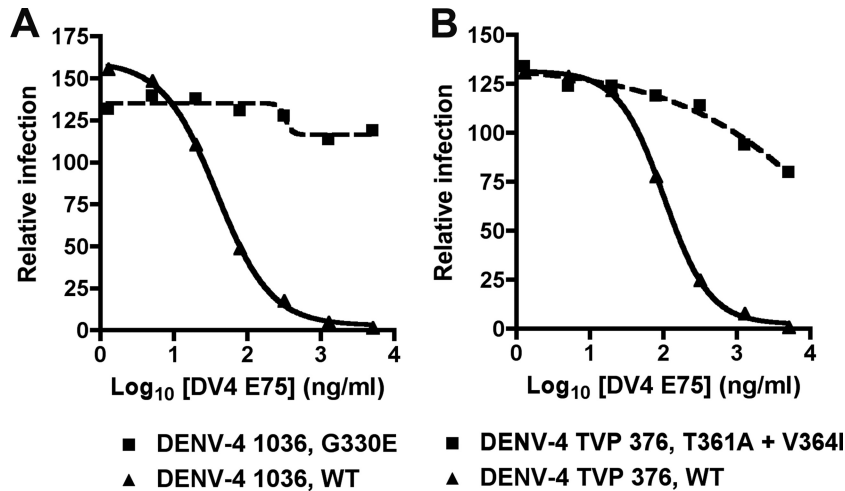 A
Relative infection
175
150
125
100
75
50
25
0
0 1 2 3 4
Log10 [DV4 E75] (ng/ml)
DENV-4 1036, G330E
DENV-4 1036, WT
B
Relative infection
150
125
100
75
50
25
0
0 1 2 3 4
Log10 [DV4 E75] (ng/ml)
DENV-4 TVP 376, T361A + V364I
DENV-4 TVP 376, WT